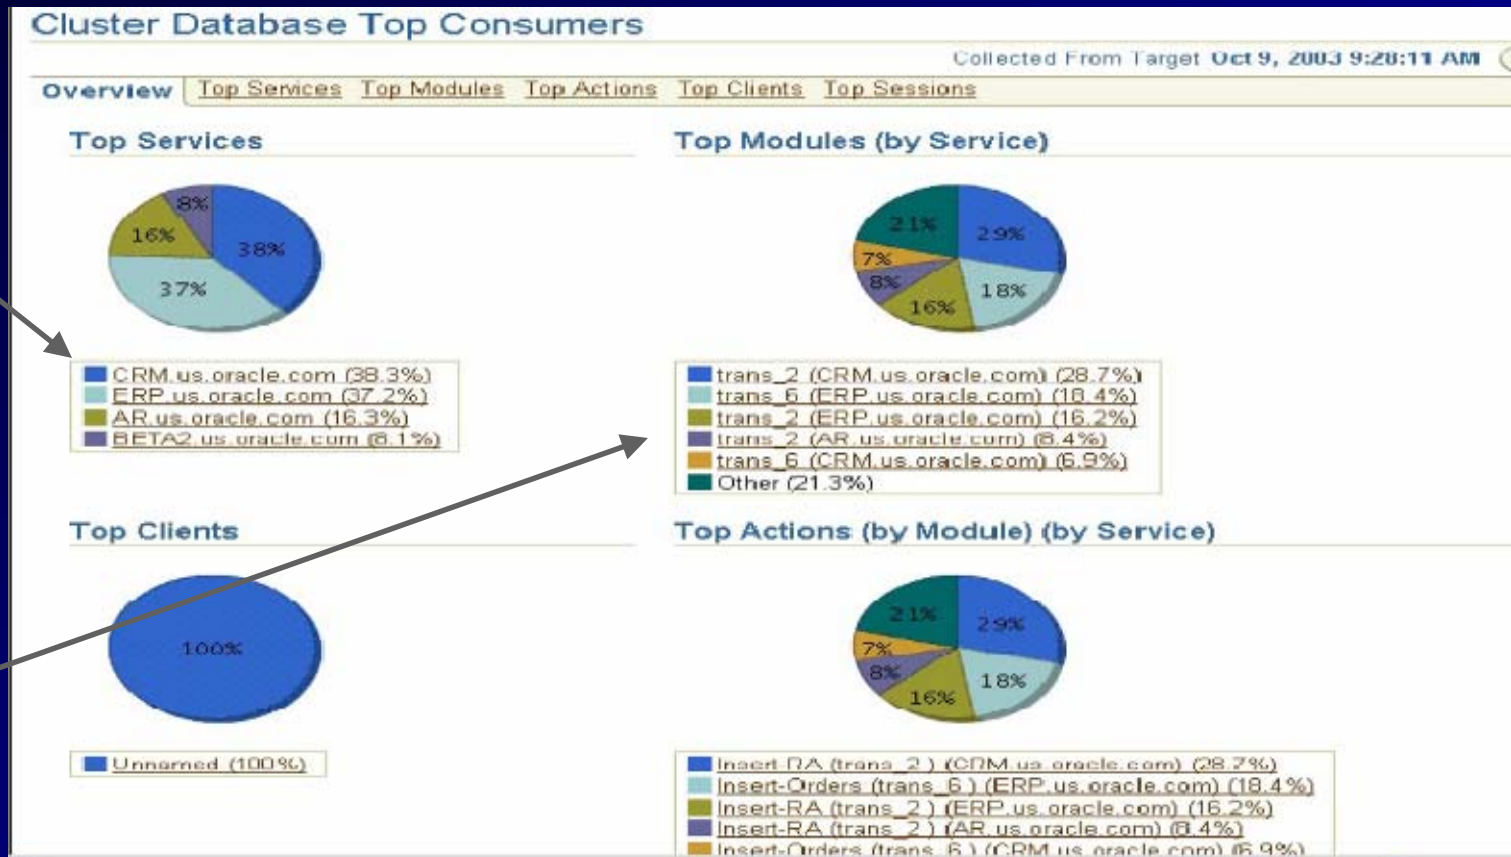 Cluster Database Top Consumers
Collected From Target Oct 9, 2003 9:28:11 AM
Overview Top Services Top Modules Top Actions Top Clients Top Sessions
Top Services
8%
16%
38%
37%
CRM.us.oracle.com (38.3%)
ERP.us.oracle.com (37.2%)
AR.us.oracle.com (16.3%)
BETA2.us.oracle.com (8.1%)
Top Modules (by Service)
21%
29%
7%
8%
18%
16%
trans_2 (CRM.us.oracle.com) (28.7%)
trans_6 (ERP.us.oracle.com) (18.4%)
trans_2 (ERP.us.oracle.com) (16.2%)
trans_2 (AR.us.oracle.com) (8.4%)
trans_6 (CRM.us.oracle.com) (6.9%)
Other (21.3%)
Top Clients
100%
Unnamed (100%)
Top Actions (by Module) (by Service)
21%
29%
7%
8%
18%
16%
Insert-RA (trans_2 ) (CRM.us.oracle.com) (28.7%)
Insert-Orders (trans_6 ) (ERP.us.oracle.com) (18.4%)
Insert-RA (trans_2 ) (ERP.us.oracle.com) (16.2%)
Insert-RA (trans_2 ) (AR.us.oracle.com) (8.4%)
Insert-Orders (trans_6 ) (CRM.us.oracle.com) (6.9%)